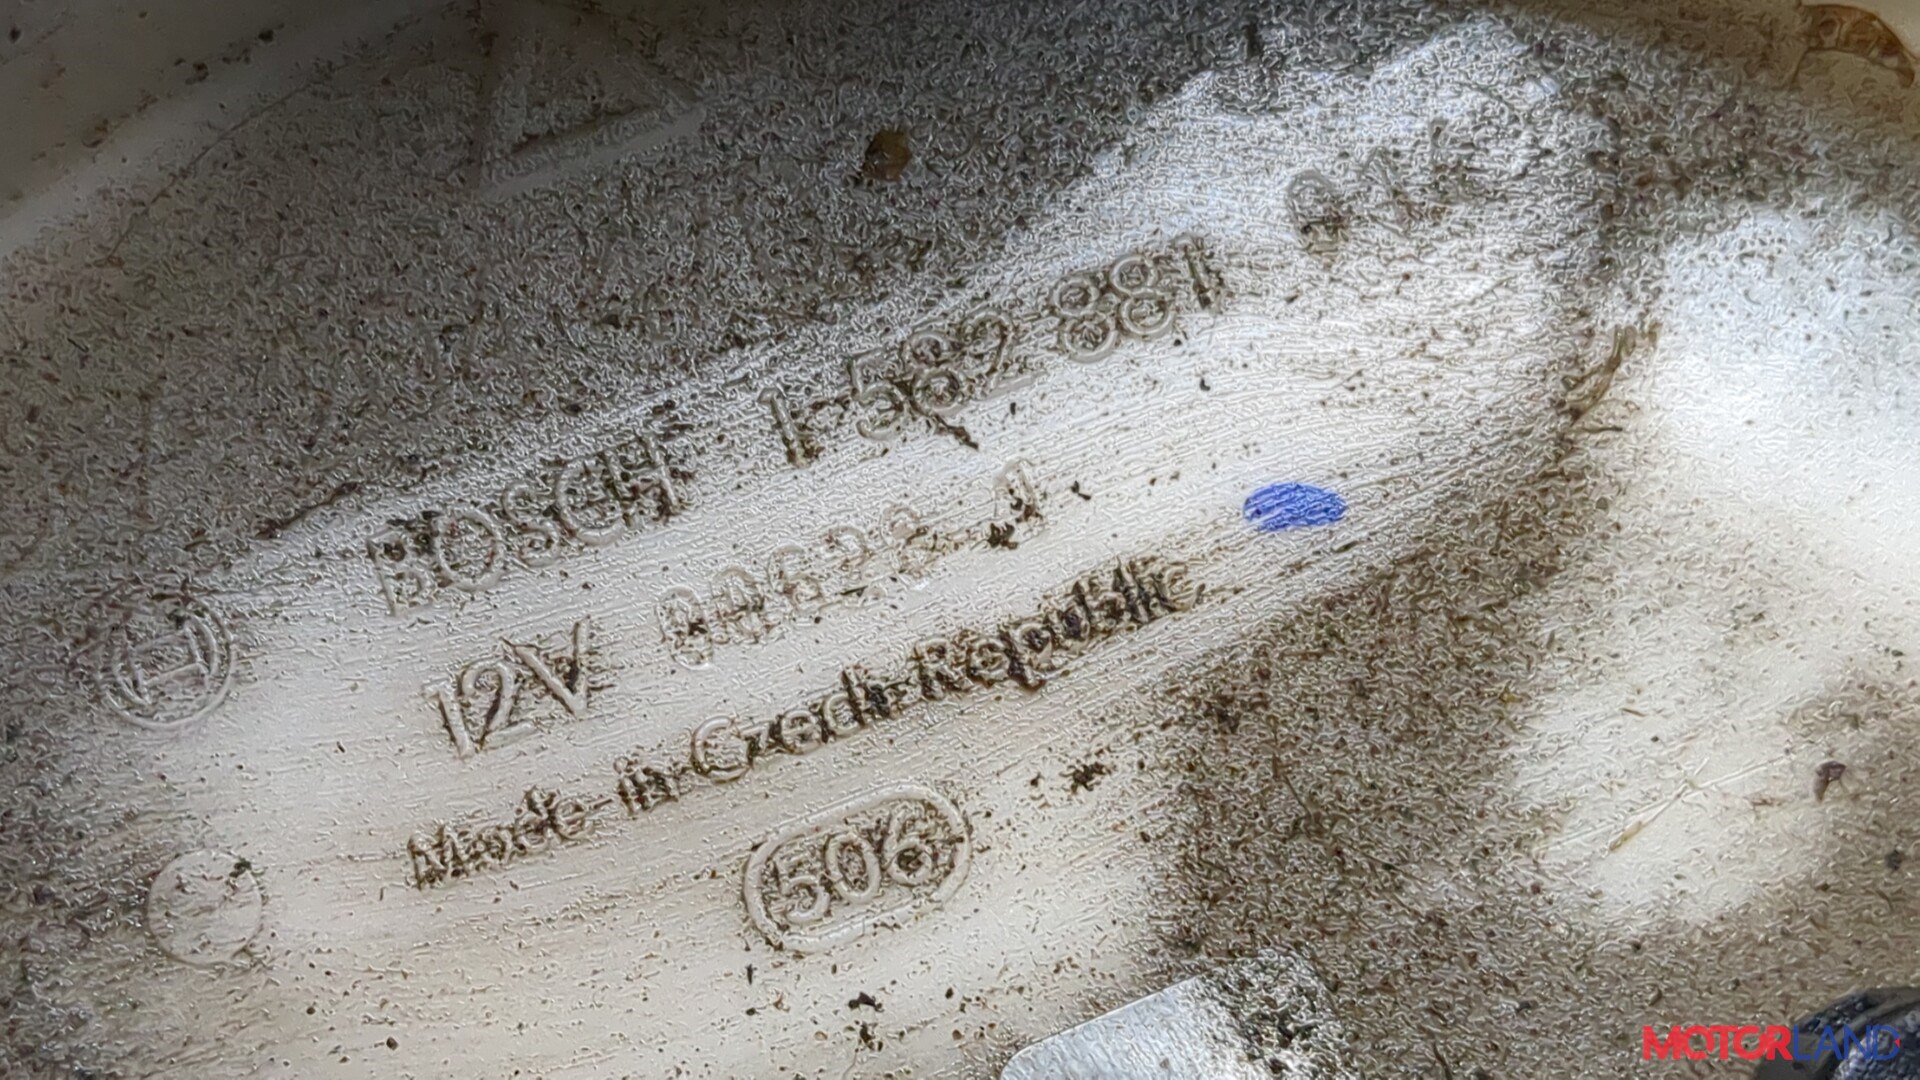 BOSCH 1 582 881
12V
Made in Czech Republic
506
MOTORLAND